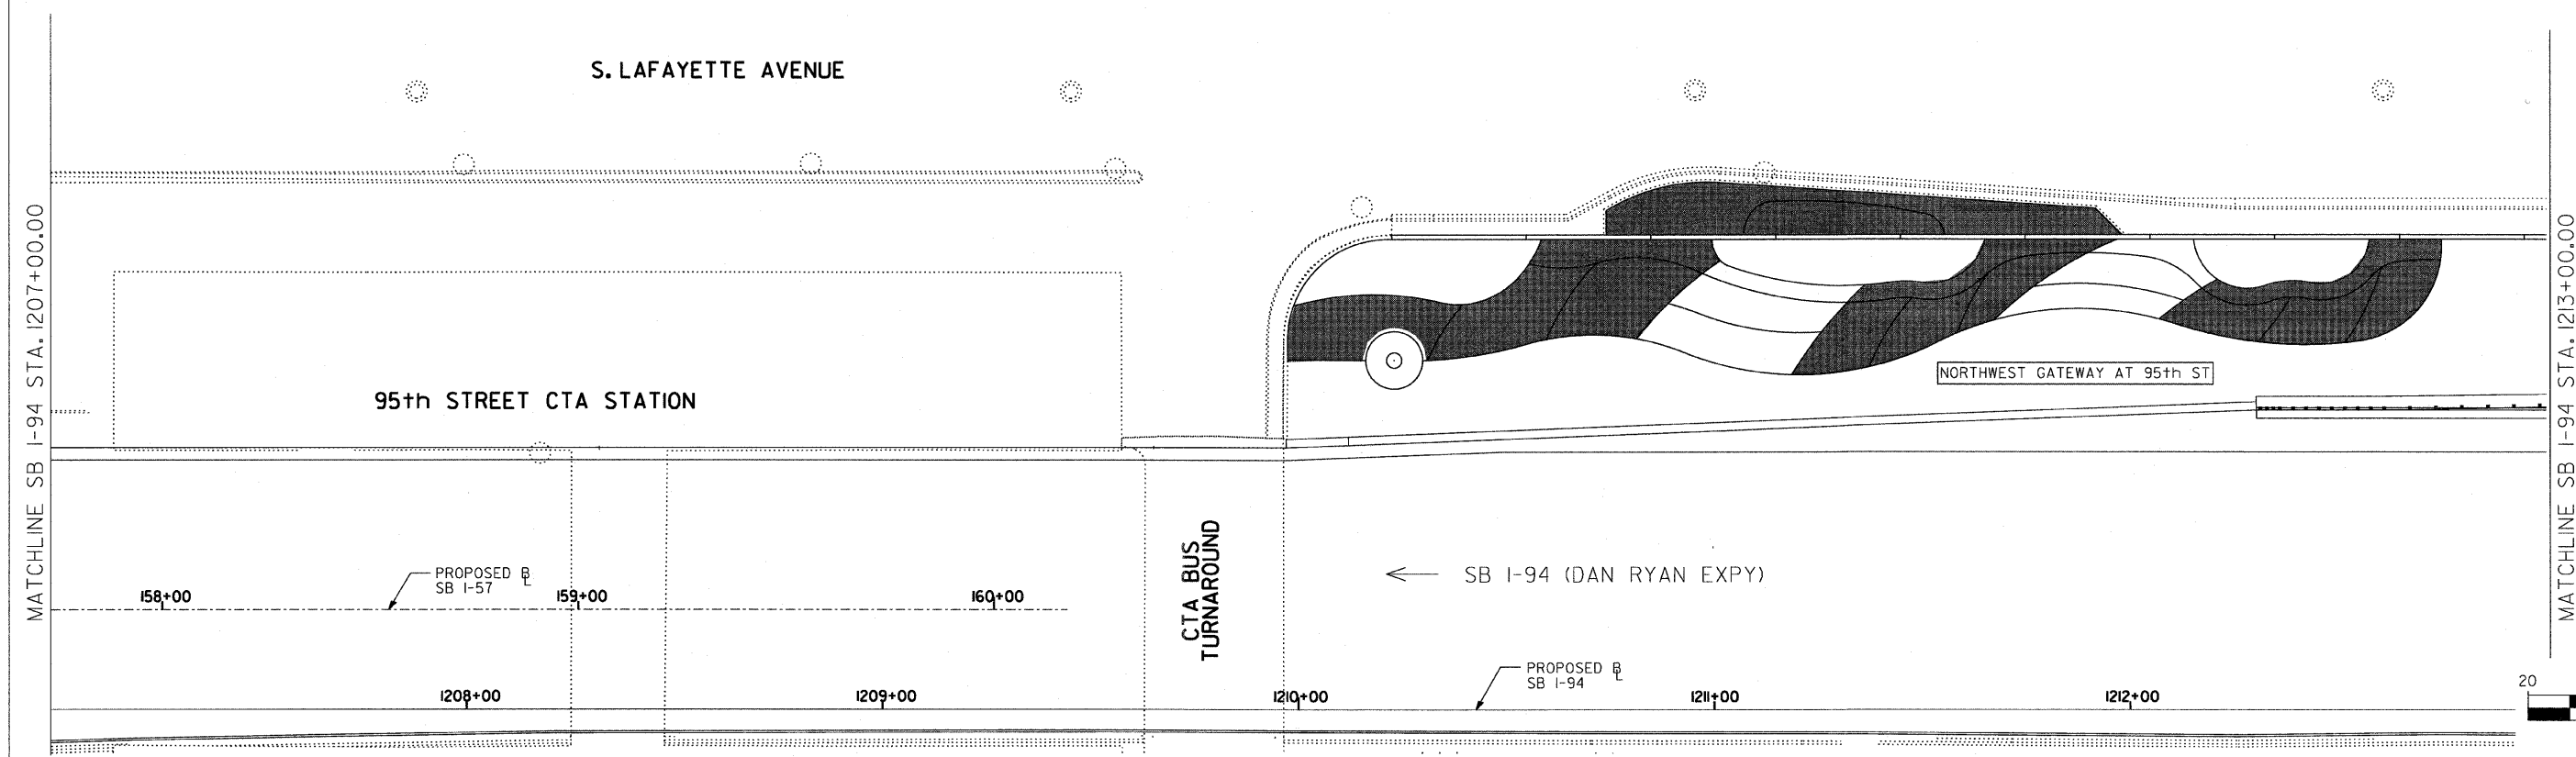 S. LAFAYETTE AVENUE
MATCHLINE SB I-94 STA. 1207+00.00
95th STREET CTA STATION
NORTHWEST GATEWAY AT 95th ST
MATCHLINE SB I-94 STA. 1213+00.00
CTA BUS
TURNAROUND
SB I-94 (DAN RYAN EXPY)
PROPOSED BL
SB I-57
158+00
159+00
160+00
PROPOSED BL
SB I-94
20
1208+00
1209+00
1210+00
1211+00
1212+00